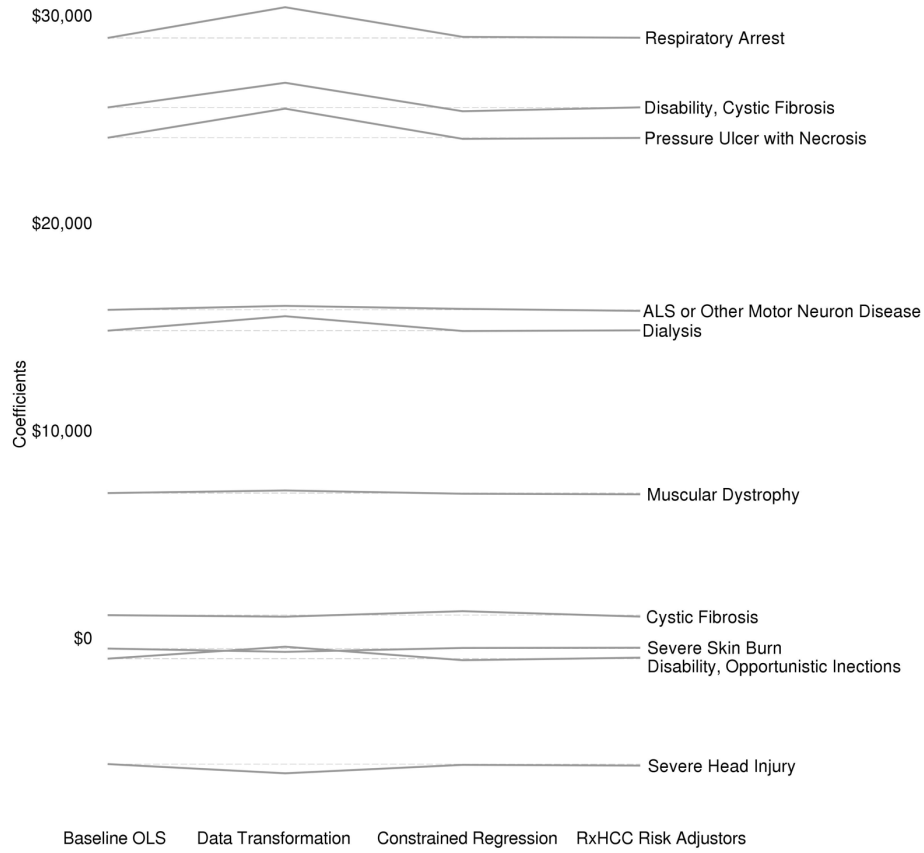 $30,000
Respiratory Arrest
Disability, Cystic Fibrosis
Pressure Ulcer with Necrosis
$20,000
ALS or Other Motor Neuron Disease
Dialysis
Coefficients
$10,000
Muscular Dystrophy
Cystic Fibrosis
$0
Severe Skin Burn
Disability, Opportunistic Inections
Severe Head Injury
Baseline OLS Data Transformation Constrained Regression RxHCC Risk Adjustors